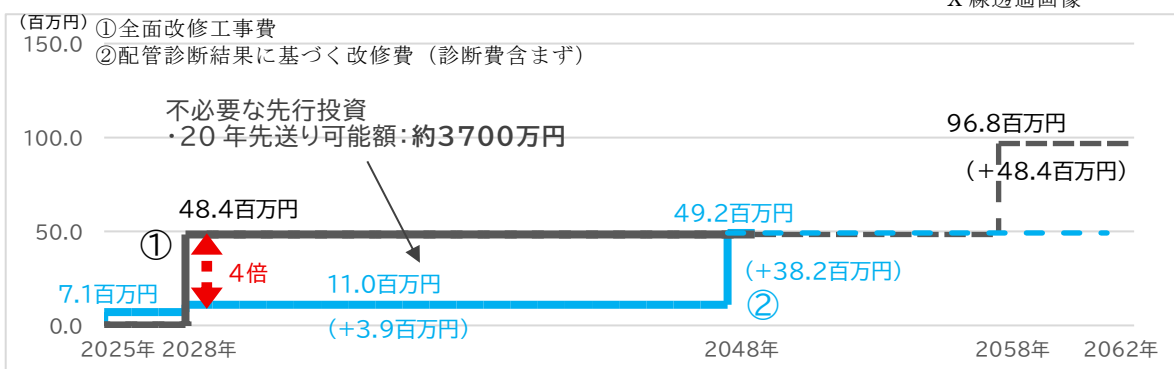 X線透過画像
(百万円)
①全面改修工事費
②配管診断結果に基づく改修費（診断費含まず）
150.0
不必要な先行投資
・20年先送り可能額：約3700万円
100.0
96.8百万円
（＋48.4百万円）
48.4百万円
49.2百万円
50.0
①
4倍
11.0百万円
（＋38.2百万円）
7.1百万円
（＋3.9百万円）
②
0.0
2025年 2028年 2048年 2058年 2062年